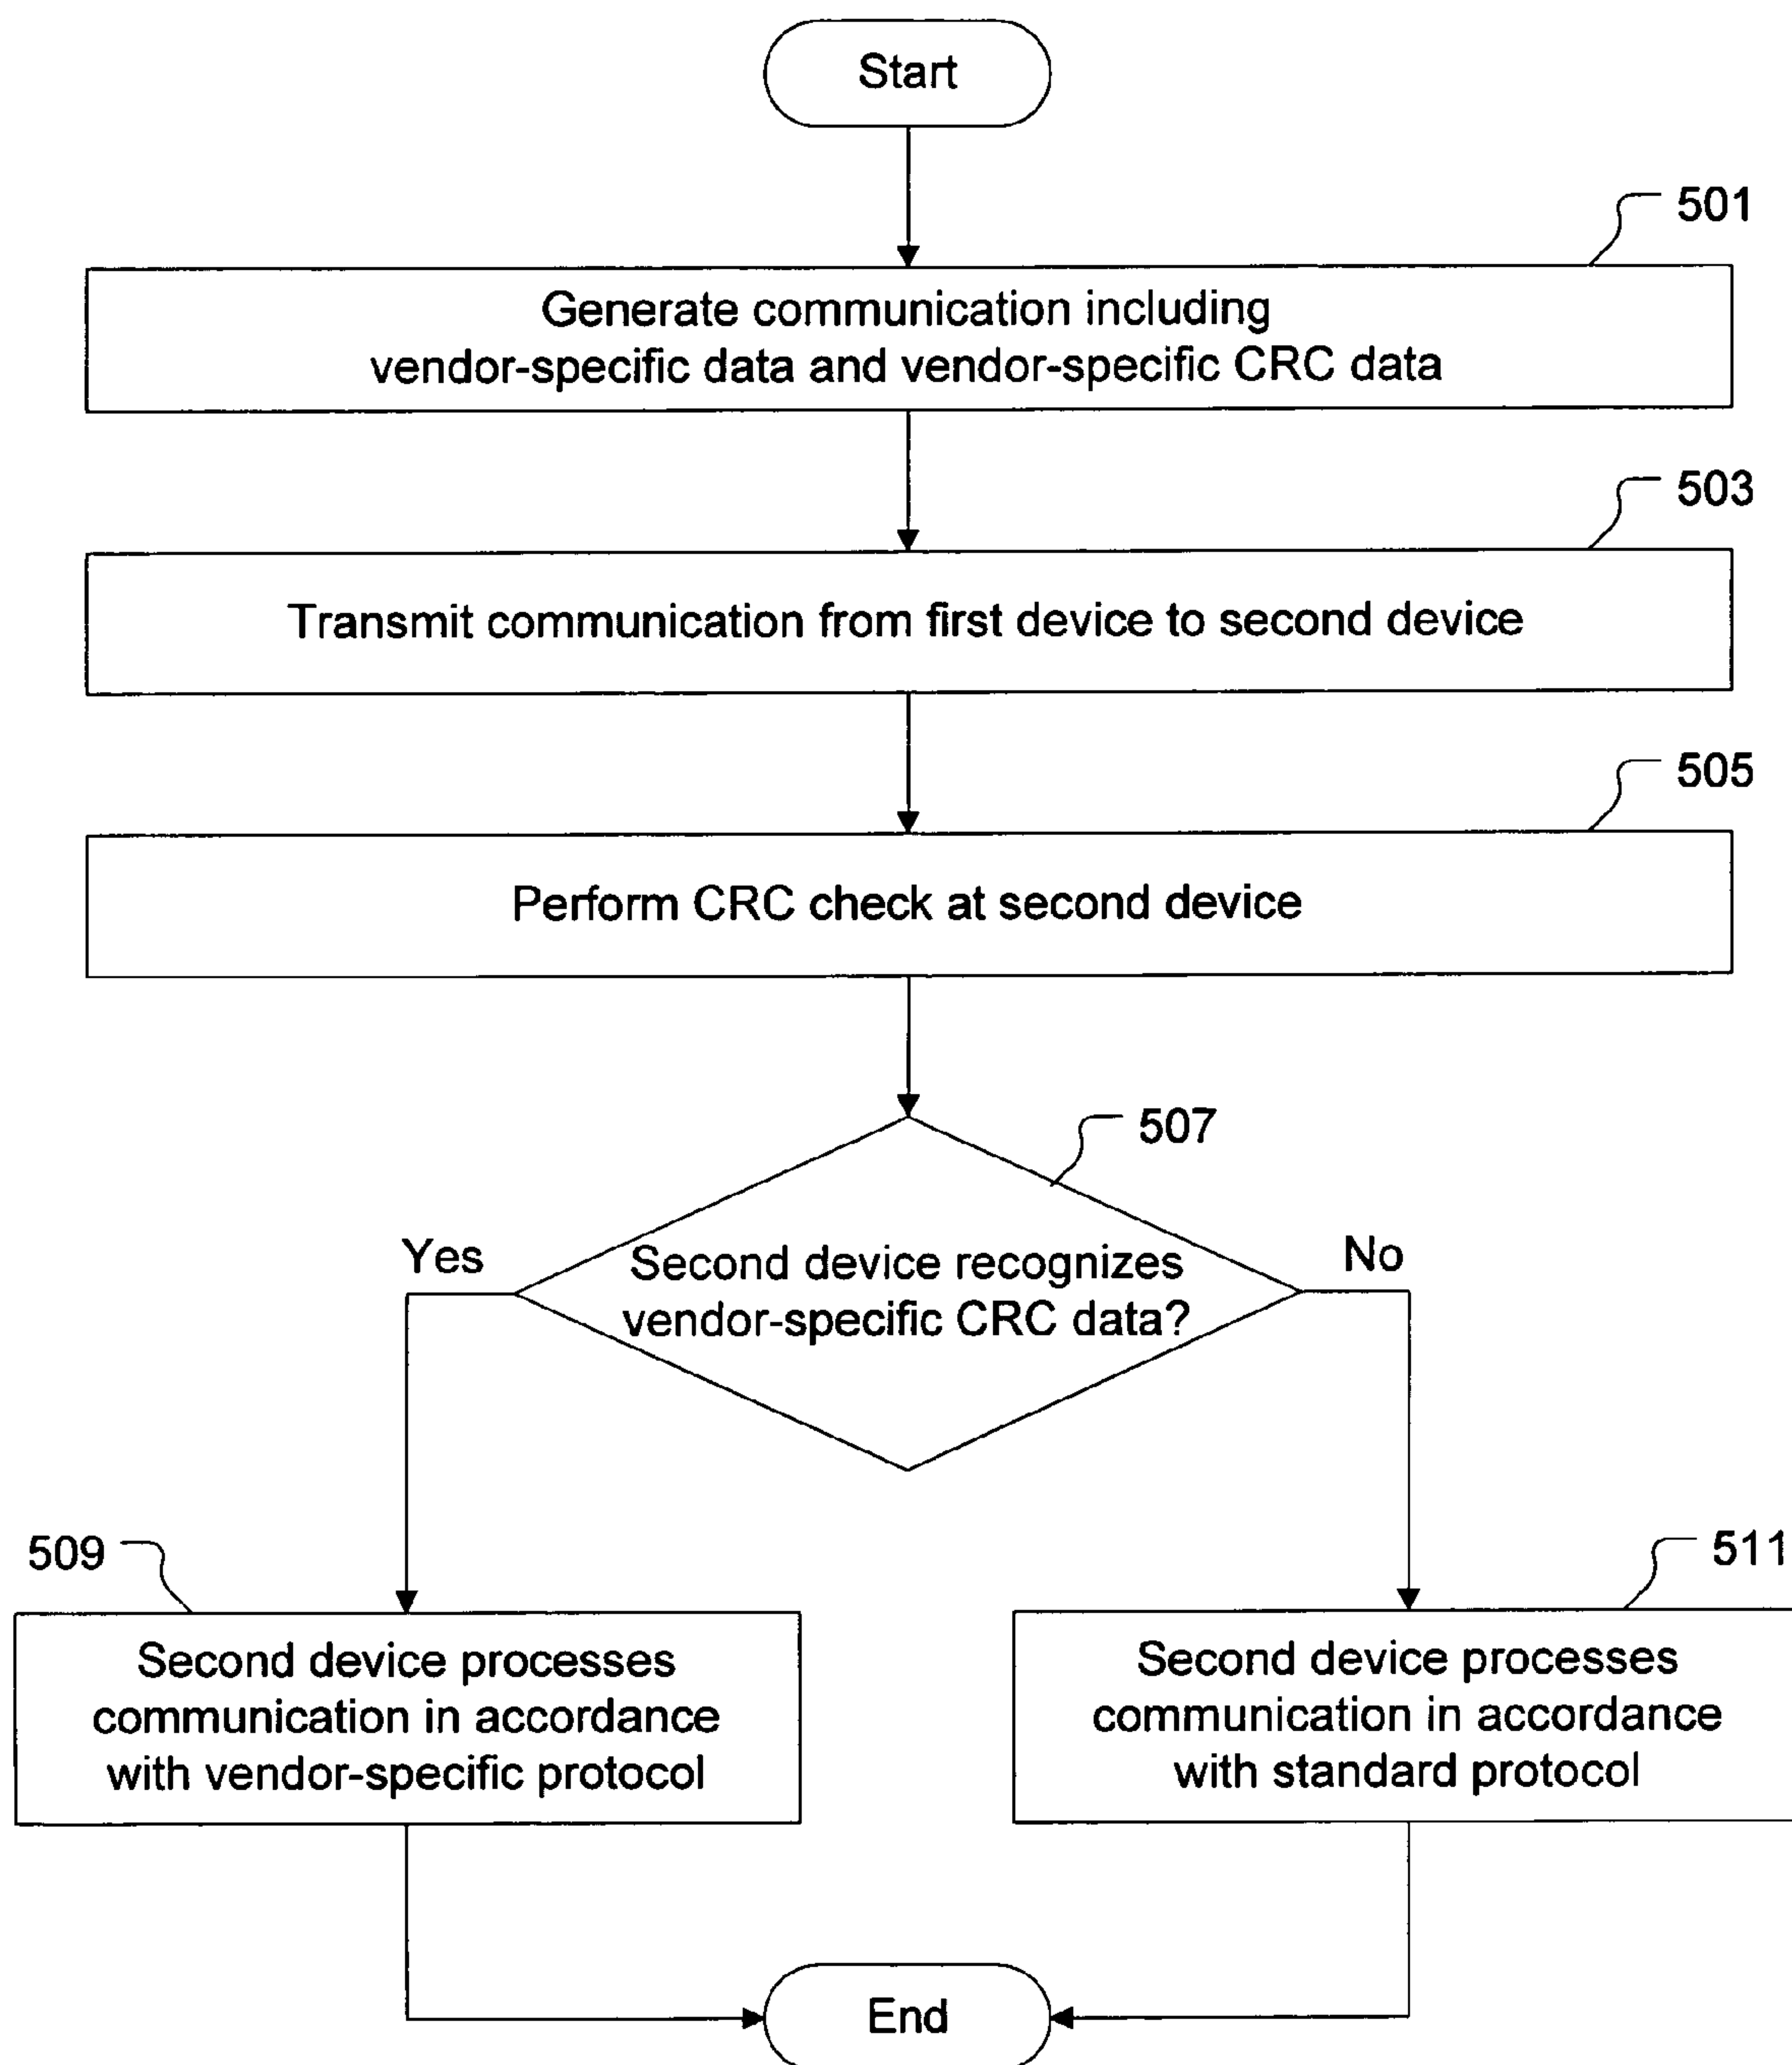 Start
501
Generate communication including
vendor-specific data and vendor-specific CRC data
503
Transmit communication from first device to second device
505
Perform CRC check at second device
507
Yes
Second device recognizes
vendor-specific CRC data?
No
509
Second device processes
communication in accordance
with vendor-specific protocol
511
Second device processes
communication in accordance
with standard protocol
End